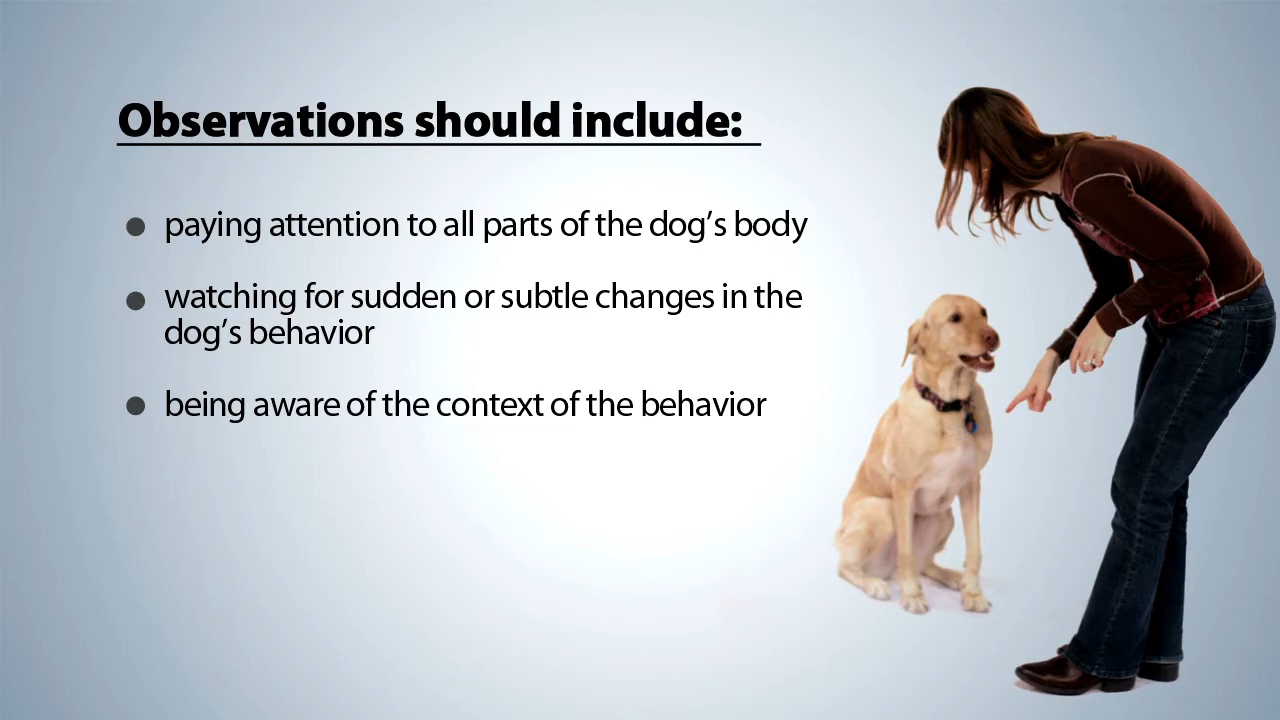 Observations should include:
paying attention to all parts of the dog’s body
watching for sudden or subtle changes in the
dog’s behavior
being aware of the context of the behavior